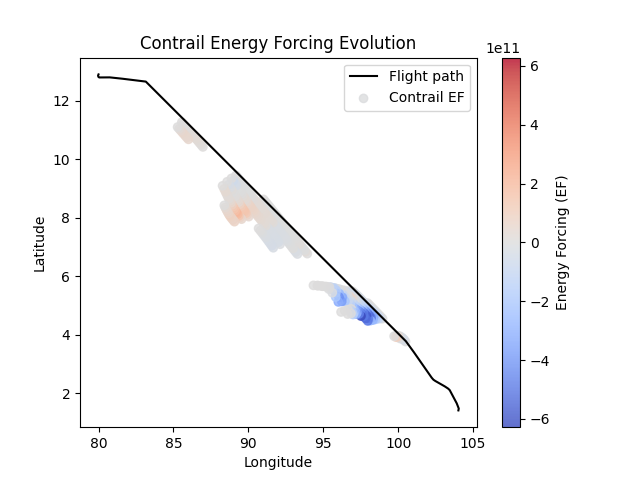 Contrail Energy Forcing Evolution
1e11
Flight path
Contrail EF
12
10
8
6
4
2
Latitude
80
85
90
95
100
105
Longitude
6
4
2
0
−2
−4
−6
Energy Forcing (EF)